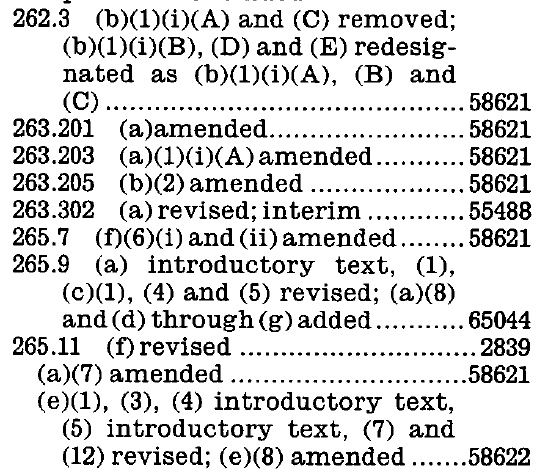 262.3 (b)(1)(i)(A) and (C) removed;
(b)(1)(i)(B), (D) and (E) redesig-
nated as (b)(1)(i)(A), (B) and
(C) ........................................ 58621
263.201 (a) amended ...................... 58621
263.203 (a)(1)(i)(A) amended .......... 58621
263.205 (b)(2) amended ................. 58621
263.302 (a) revised; interim ........... 55488
265.7 (f)(6)(i) and (ii) amended ....... 58621
265.9 (a) introductory text, (1),
(c)(1), (4) and (5) revised; (a)(8)
and (d) through (g) added .......... 65044
265.11 (f) revised .......................... 2839
(a)(7) amended .......................... 58621
(e)(1), (3), (4) introductory text,
(5) introductory text, (7) and
(12) revised; (e)(8) amended ...... 58622